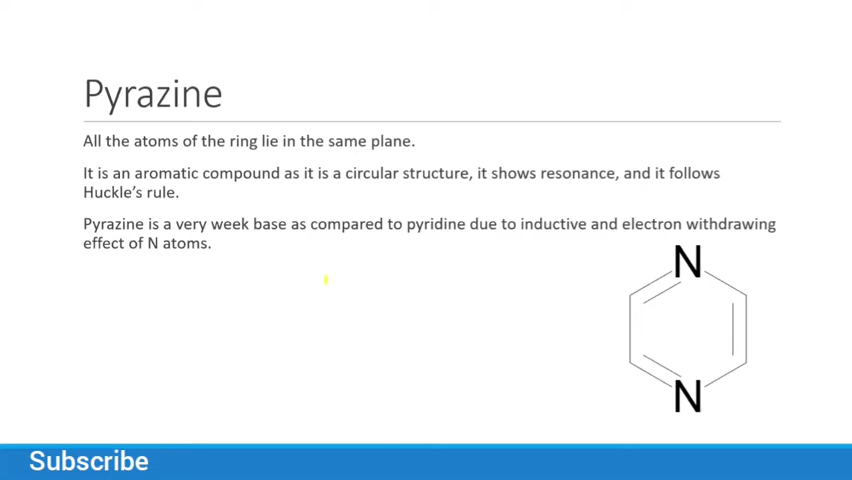 Pyrazine
All the atoms of the ring lie in the same plane.
It is an aromatic compound as it is a circular structure, it shows resonance, and it follows
Huckle's rule.
Pyrazine is a very week base as compared to pyridine due to inductive and electron withdrawing
effect of N atoms.
N
N
Subscribe